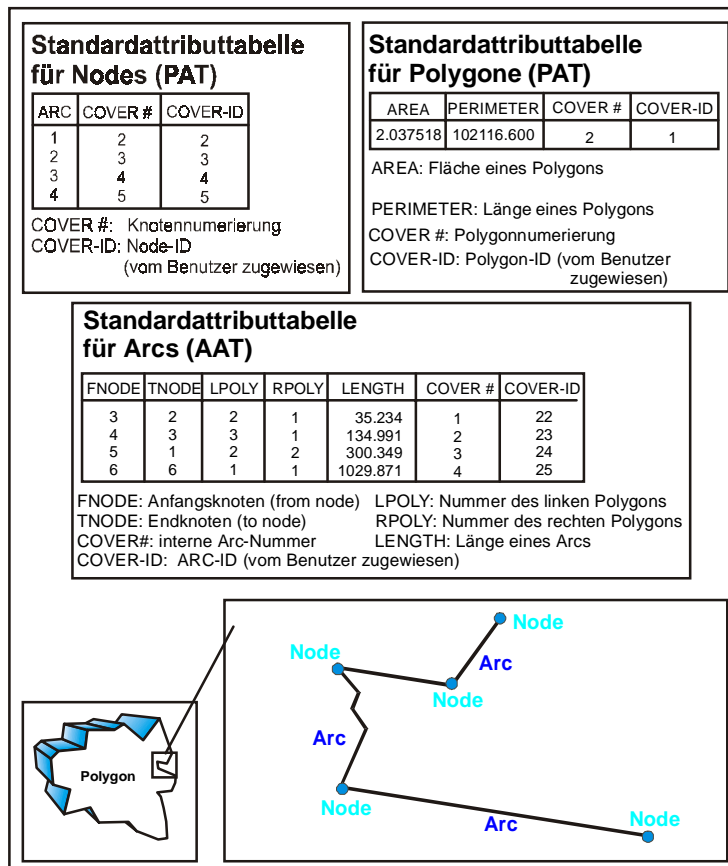 Standardattributtabelle
für Nodes (PAT)
ARC COVER # COVER-ID
1 2 2
2 3 3
3 4 4
4 5 5
COVER #: Knotennumerierung
COVER-ID: Node-ID
(vom Benutzer zugewiesen)
Standardattributtabelle
für Polygone (PAT)
AREA PERIMETER COVER # COVER-ID
2.037518 102116.600 2 1
AREA: Fläche eines Polygons
PERIMETER: Länge eines Polygons
COVER #: Polygonnumerierung
COVER-ID: Polygon-ID (vom Benutzer
zugewiesen)
Standardattributtabelle
für Arcs (AAT)
FNODE TNODE LPOLY RPOLY LENGTH COVER # COVER-ID
3 2 2 1 35.234 1 22
4 3 3 1 134.991 2 23
5 1 2 2 300.349 3 24
6 6 1 1 1029.871 4 25
FNODE: Anfangsknoten (from node) LPOLY: Nummer des linken Polygons
TNODE: Endknoten (to node) RPOLY: Nummer des rechten Polygons
COVER#: interne Arc-Nummer LENGTH: Länge eines Arcs
COVER-ID: ARC-ID (vom Benutzer zugewiesen)
Node
Node
Arc
Node
Arc
Polygon
Node
Arc
Node